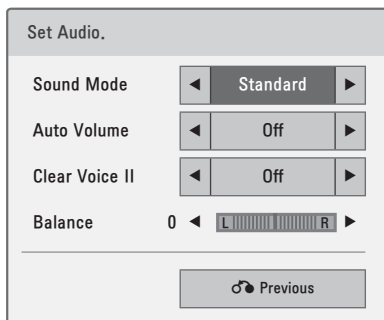 Set Audio.
Sound Mode ◀ Standard ▶
Auto Volume ◀ Off ▶
Clear Voice II ◀ Off ▶
Balance 0 ◀ L R ▶
Previous